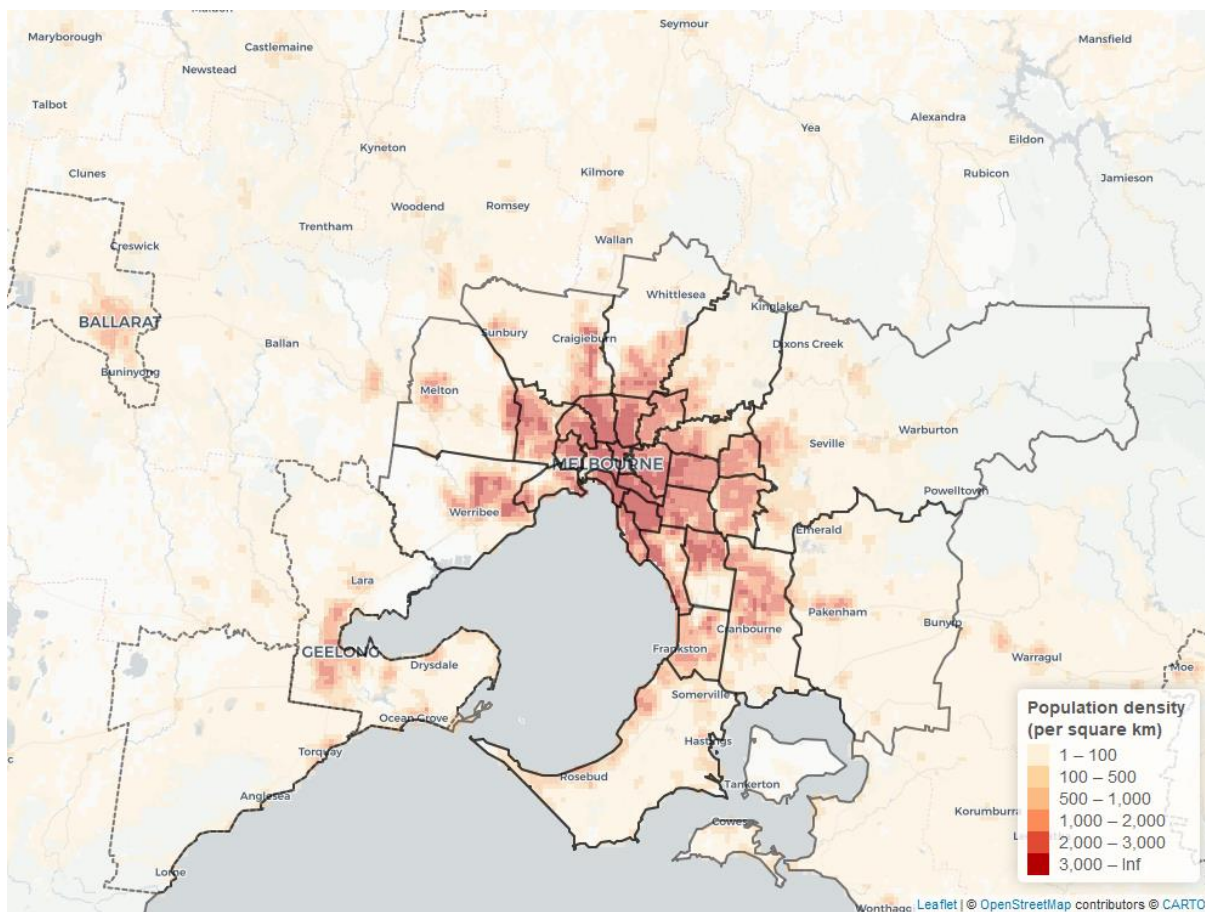 Maryborough
Castlemaine
Seymour
Mansfield
Newstead
Talbot
Yea
Alexandra
Eildon
Kyneton
Clunes
Kilmore
Rubicon
Jamieson
Woodend
Romsey
Trentham
Creswick
Wallan
Whittlesea
Kinglake
BALLARAT
Sunbury
Craigieburn
Dixons Creek
Ballan
Buninyong
Melton
Warburton
Seville
MELBOURNE
Powelltown
Werribee
Emerald
Lara
Pakenham
Bunyip
Cranbourne
GEELONG
Frankston
Warragul
Drysdale
Moe
Somerville
Ocean Grove
Hastings
Torquay
Rosebud
Tankerton
Anglesea
Cowes
Korumburra
Lorne
Population density
(per square km)
1 – 100
100 – 500
500 – 1,000
1,000 – 2,000
2,000 – 3,000
3,000 – Inf
Leaflet | © OpenStreetMap contributors © CARTO